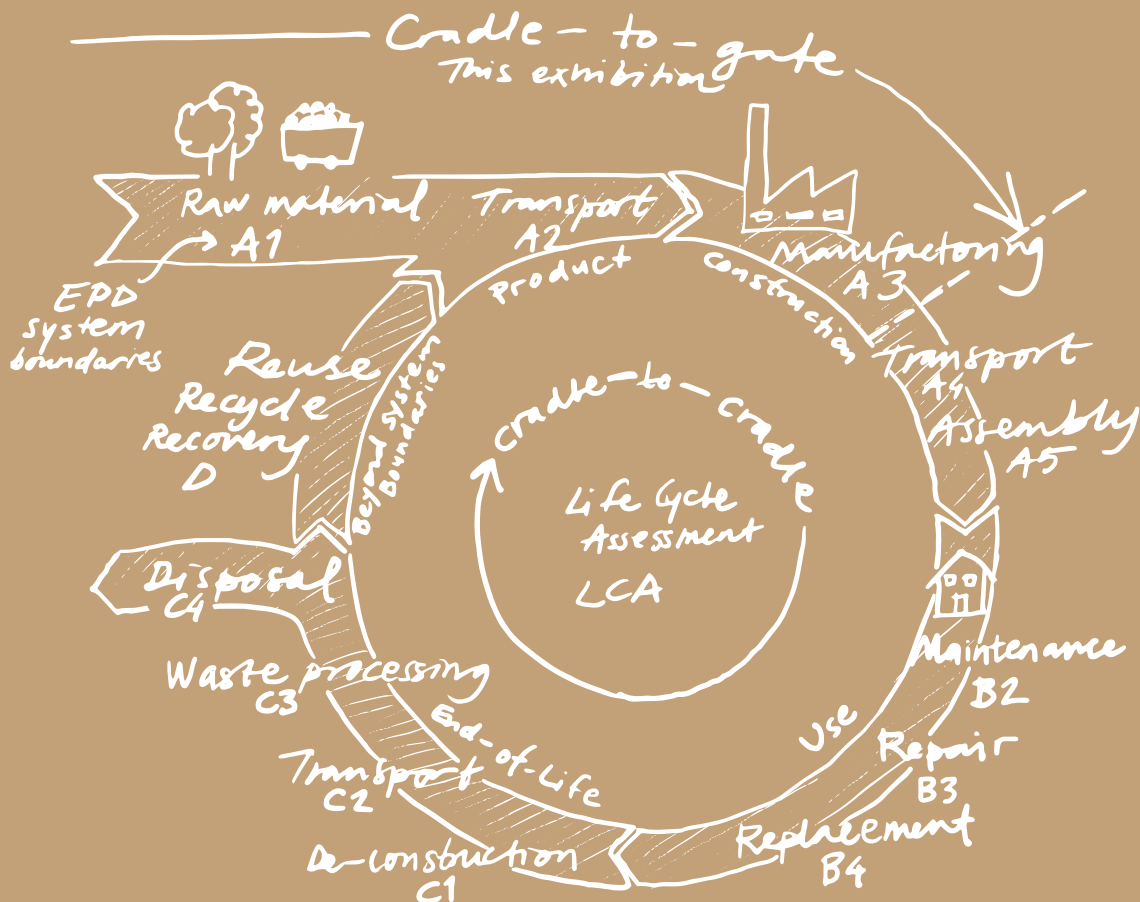 Cradle-to-gate
This exhibition
Raw material
A1
Transport
A2
Manufactoring
A3
EPD
system
boundaries
Product
Construction
Transport
A4
Assembly
A5
Reuse
Recycle
Recovery
D
Beyond System
Boundaries
Cradle-to-Cradle
Life Cycle
Assessment
LCA
Disposal
C4
Maintenance
B2
Waste processing
C3
End-of-Life
Use
Repair
B3
Transport
C2
Replacement
B4
De-construction
C1